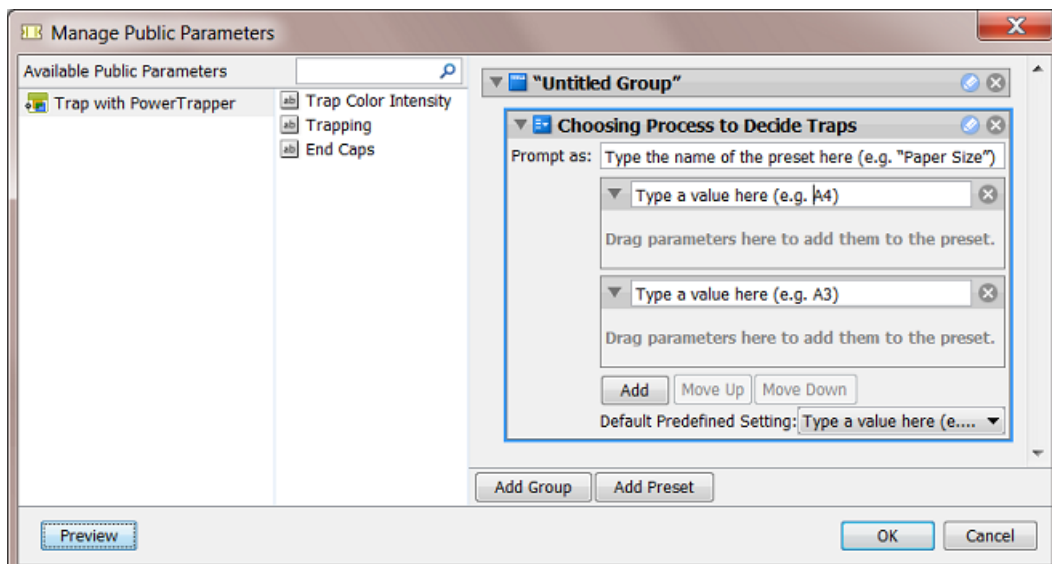 Manage Public Parameters
X
Available Public Parameters
Trap with PowerTrapper
ab Trap Color Intensity
ab Trapping
ab End Caps
“Untitled Group”
Choosing Process to Decide Traps
Prompt as: Type the name of the preset here (e.g. “Paper Size”)
Type a value here (e.g. A4)
Drag parameters here to add them to the preset.
Type a value here (e.g. A3)
Drag parameters here to add them to the preset.
Add Move Up Move Down
Default Predefined Setting: Type a value here (e....
Add Group Add Preset
Preview OK Cancel